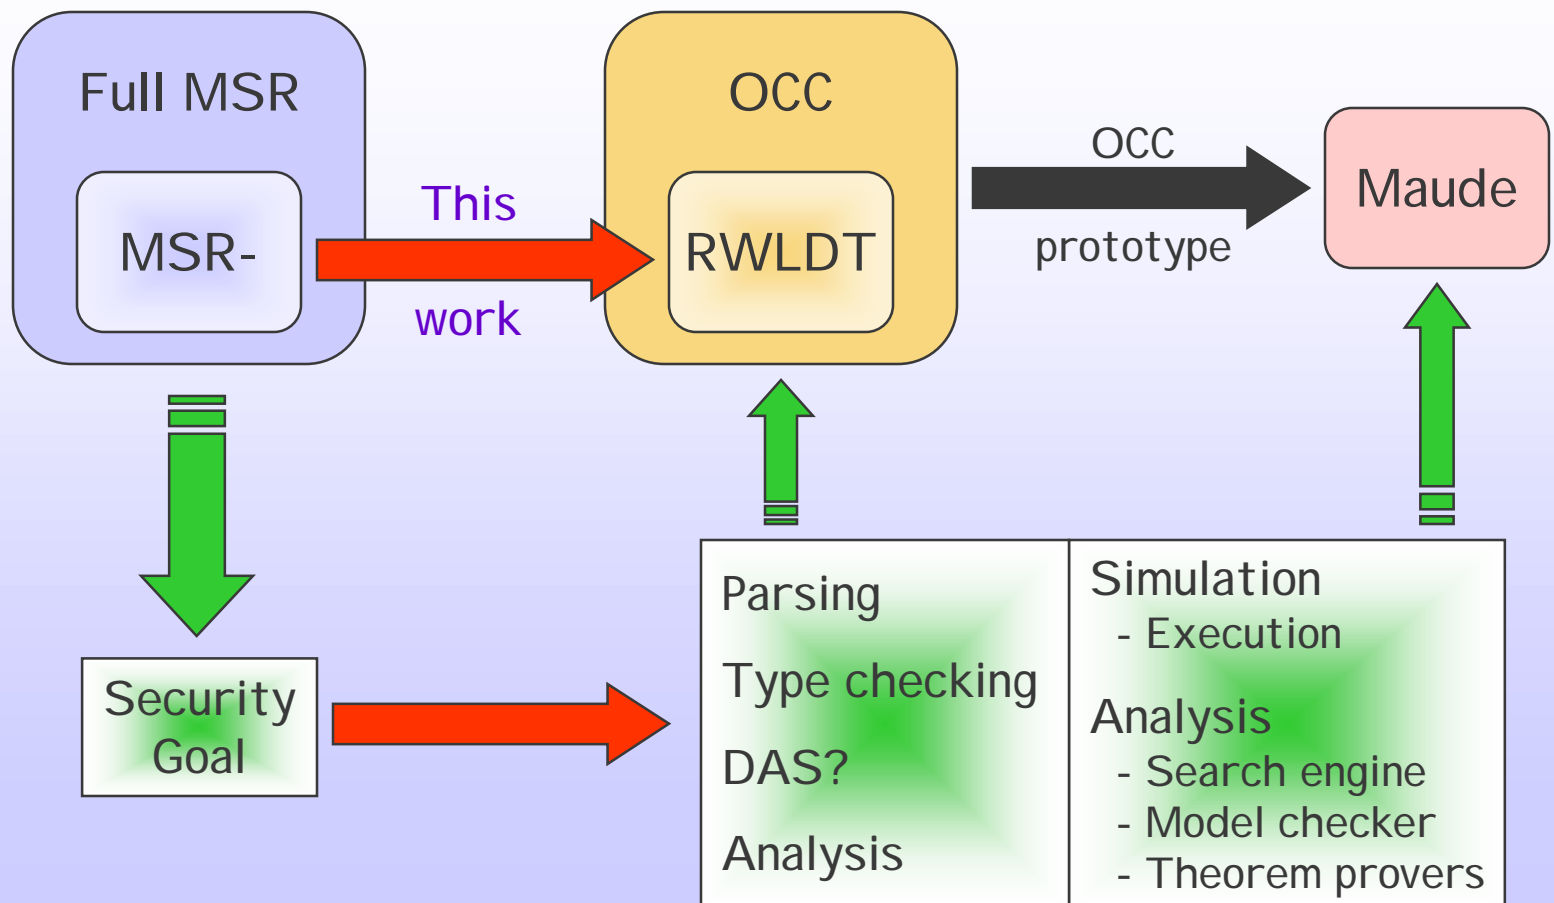 Full MSR
MSR-
This
work
OCC
RWLDT
OCC
prototype
Maude
Security
Goal
Parsing
Type checking
DAS?
Analysis
Simulation
- Execution
Analysis
- Search engine
- Model checker
- Theorem provers